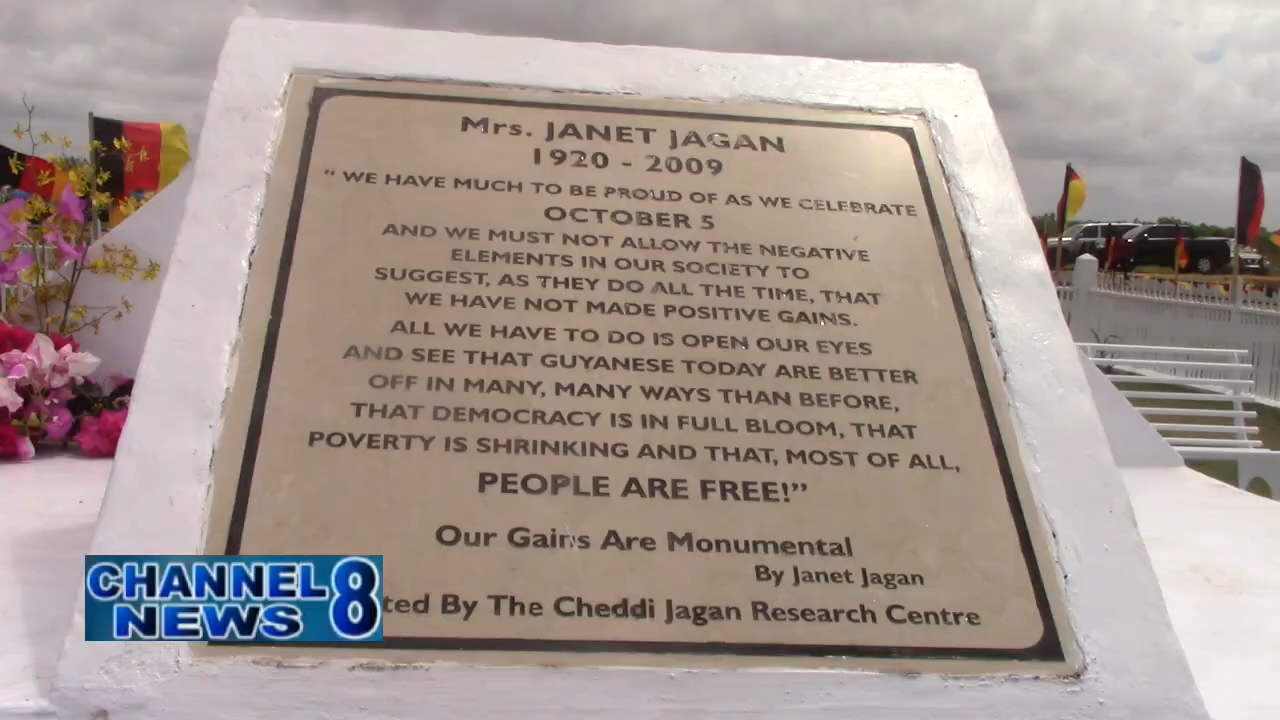 Mrs. JANET JAGAN
1920 - 2009
" WE HAVE MUCH TO BE PROUD OF AS WE CELEBRATE
OCTOBER 5
AND WE MUST NOT ALLOW THE NEGATIVE
ELEMENTS IN OUR SOCIETY TO
SUGGEST, AS THEY DO ALL THE TIME, THAT
WE HAVE NOT MADE POSITIVE GAINS.
ALL WE HAVE TO DO IS OPEN OUR EYES
AND SEE THAT GUYANESE TODAY ARE BETTER
OFF IN MANY, MANY WAYS THAN BEFORE,
THAT DEMOCRACY IS IN FULL BLOOM, THAT
POVERTY IS SHRINKING AND THAT, MOST OF ALL,
PEOPLE ARE FREE!”
Our Gains Are Monumental
By Janet Jagan
By The Cheddi Jagan Research Centre
CHANNEL 8
NEWS